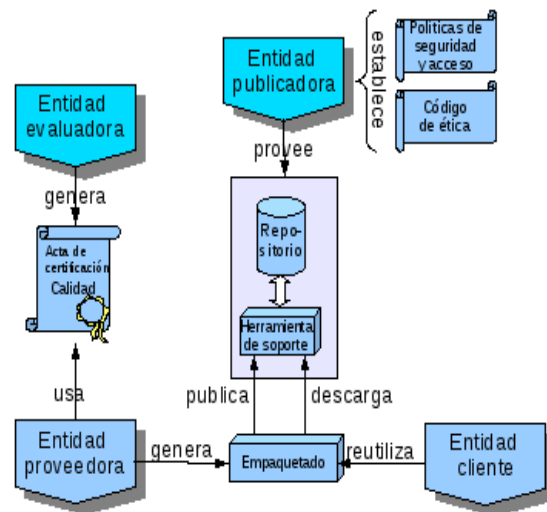 Entidad
evaluadora
genera
Acta de
certificación
Calidad
usa
Entidad
proveedora
genera
Entidad
publicadora
establece
Políticas de
seguridad
y acceso
Código
de ética
provee
Repo-
sitorio
Herramienta
de soporte
publica
descarga
Empaquetado
reutiliza
Entidad
cliente